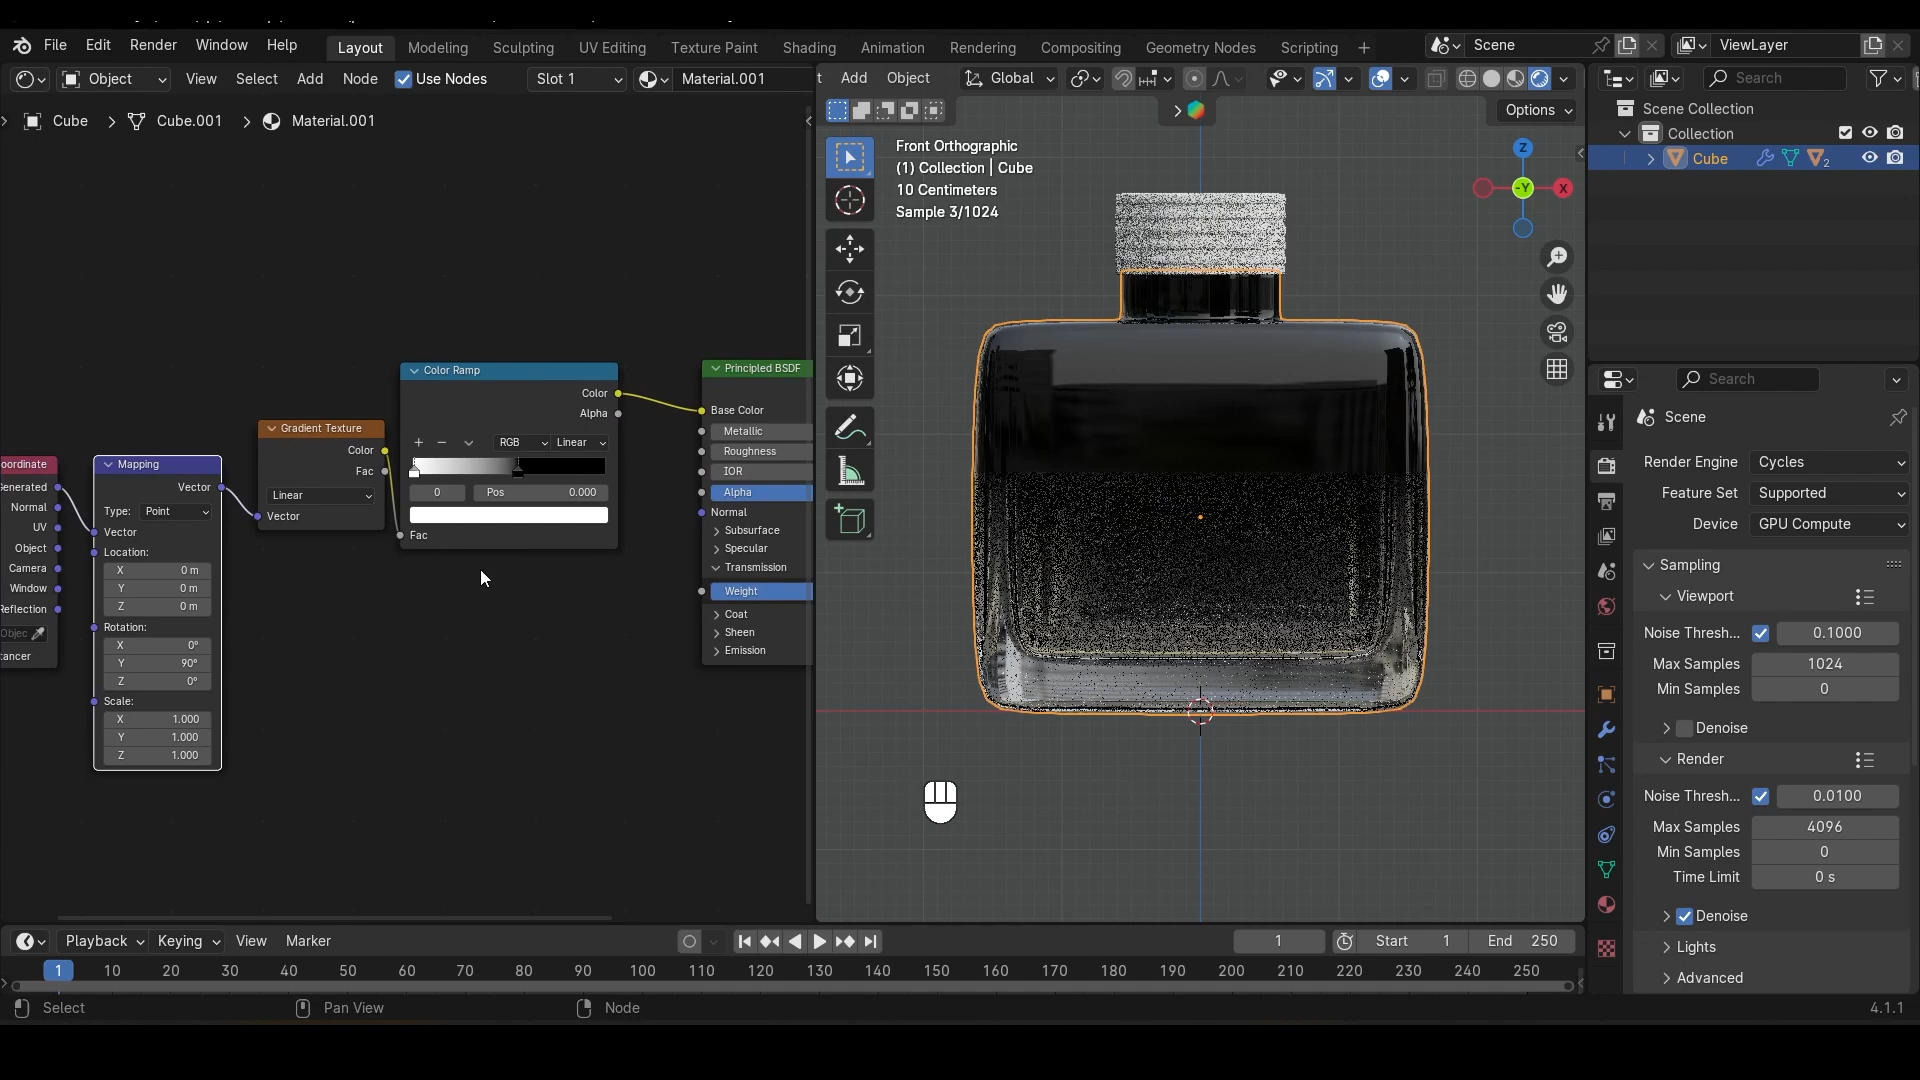 File Edit Render Window Help Layout Modeling Sculpting UV Editing Texture Paint Shading Animation Rendering Compositing Geometry Nodes Scripting Scene ViewLayer
Object View Select Add Node Use Nodes Slot 1 Material.001 t Add Object Global Search
Cube Cube.001 Material.001 Options
Front Orthographic
(1) Collection | Cube
10 Centimeters
Sample 3/1024
Z
-Y
X
Scene Collection
Collection
Cube 2
oordinate
Generated
Normal
UV
Object
Camera
Window
Reflection
Objec
tancer
Mapping
Vector
Type: Point
Vector
Location:
X 0 m
Y 0 m
Z 0 m
Rotation:
X 0°
Y 90°
Z 0°
Scale:
X 1.000
Y 1.000
Z 1.000
Gradient Texture
Color
Fac
Linear
Vector
Color Ramp
Color
Alpha
RGB Linear
0 Pos 0.000
Fac
Principled BSDF
Base Color
Metallic
Roughness
IOR
Alpha
Normal
Subsurface
Specular
Transmission
Weight
Coat
Sheen
Emission
Search
Scene
Render Engine Cycles
Feature Set Supported
Device GPU Compute
Sampling
Viewport
Noise Thresh... 0.1000
Max Samples 1024
Min Samples 0
Denoise
Render
Noise Thresh... 0.0100
Max Samples 4096
Min Samples 0
Time Limit 0 s
Denoise
Lights
Advanced
Playback Keying View Marker 1 Start 1 End 250
1 10 20 30 40 50 60 70 80 90 100 110 120 130 140 150 160 170 180 190 200 210 220 230 240 250
Select Pan View Node 4.1.1